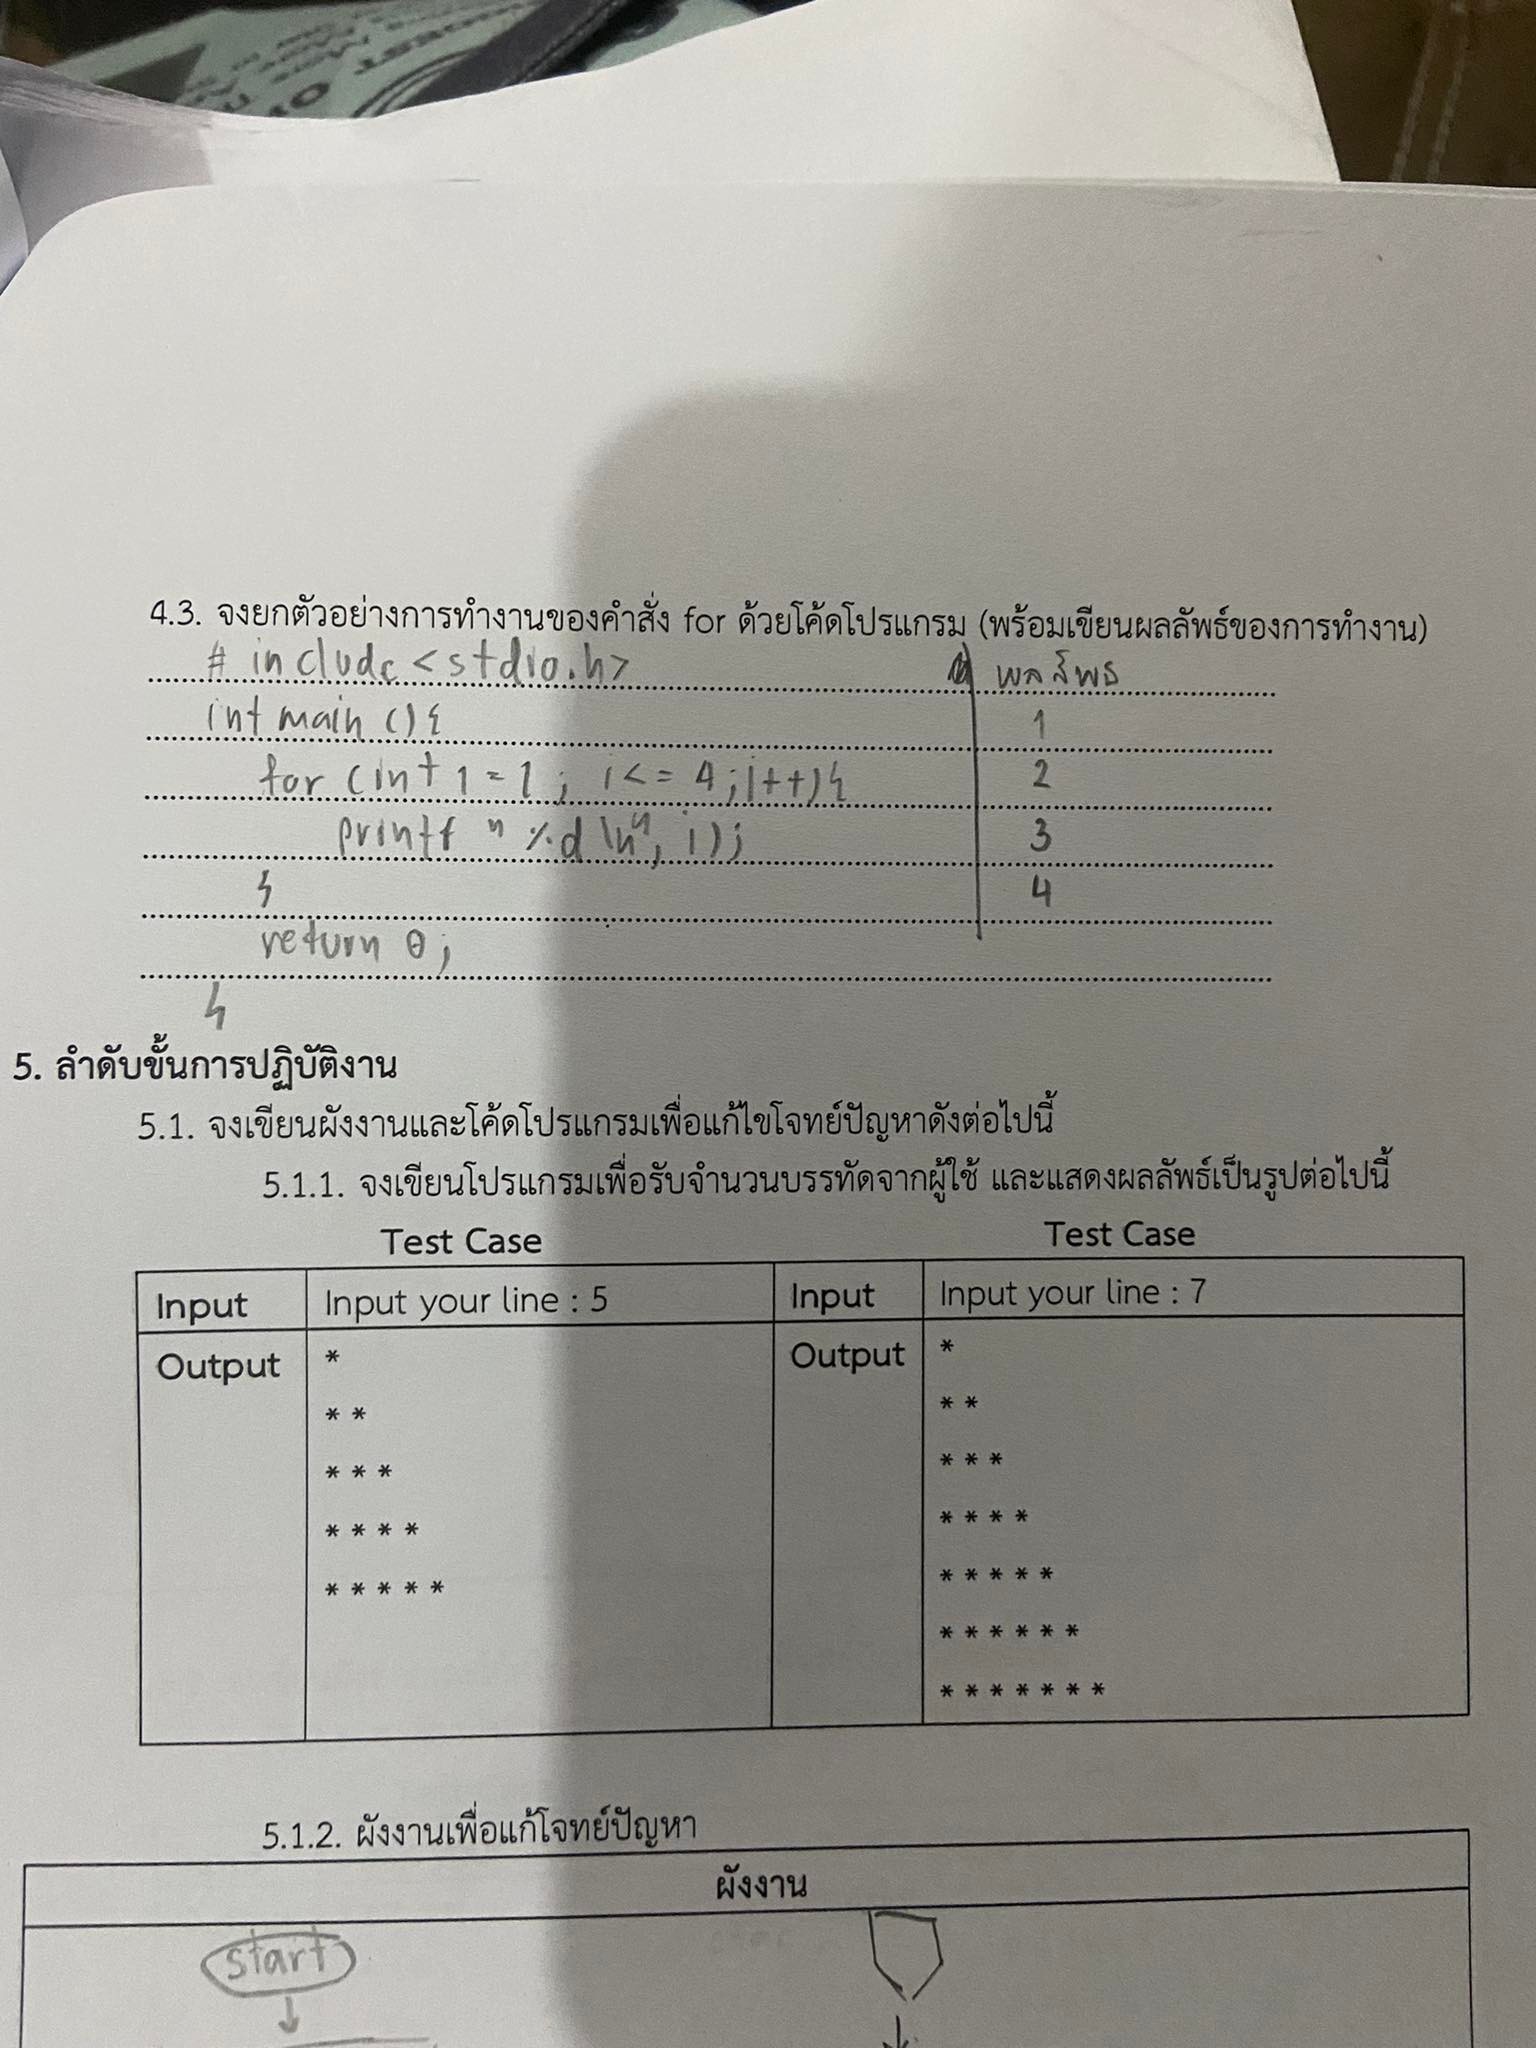 4.3. จงยกตัวอย่างการทำงานของคำสั่ง for ด้วยโค้ดโปรแกรม (พร้อมเขียนผลลัพธ์ของการทำงาน)
# include <stdio.h>
ผลลัพธ์
int main () {
1
for (int i = 1 ; i <= 4 ; i++) {
2
printf " %d \n", i) ;
3
}
4
return 0 ;
}
5. ลำดับขั้นการปฏิบัติงาน
5.1. จงเขียนผังงานและโค้ดโปรแกรมเพื่อแก้ไขโจทย์ปัญหาดังต่อไปนี้
5.1.1. จงเขียนโปรแกรมเพื่อรับจำนวนบรรทัดจากผู้ใช้ และแสดงผลลัพธ์เป็นรูปต่อไปนี้
Test Case
Test Case
Input
Input your line : 5
Input
Input your line : 7
Output
*
* *
* * *
* * * *
* * * * *
Output
*
* *
* * *
* * * *
* * * * *
* * * * * *
* * * * * * *
5.1.2. ผังงานเพื่อแก้โจทย์ปัญหา
ผังงาน
start